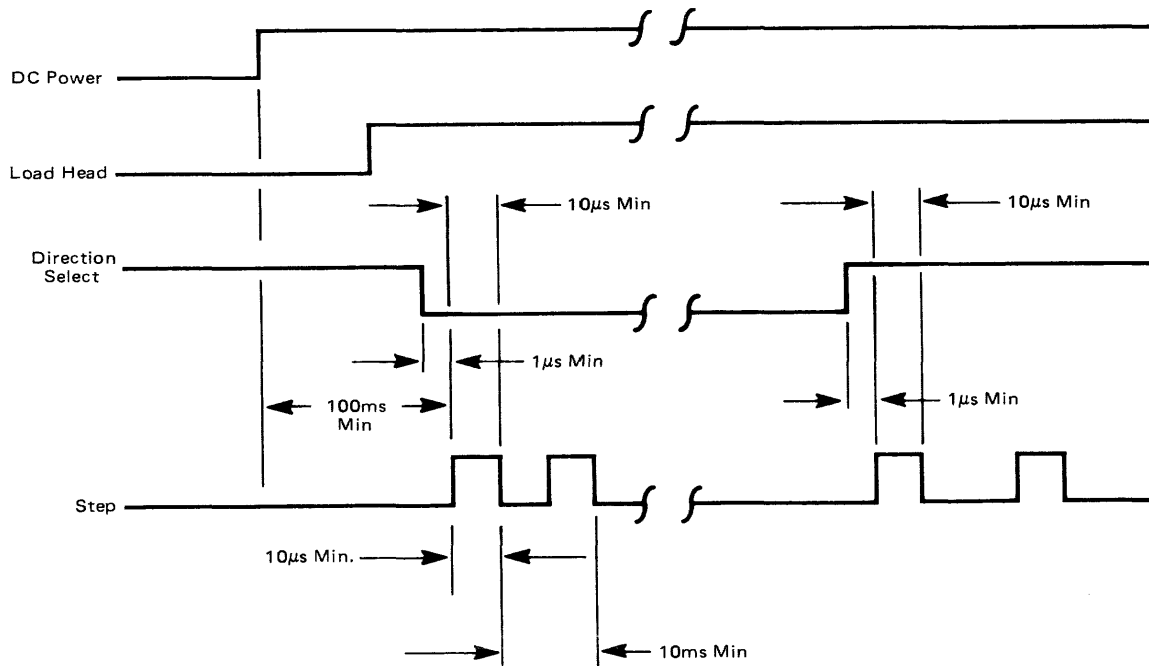 DC Power
Load Head
10µs Min
10µs Min
Direction
Select
1µs Min
100ms
Min
1µs Min
Step
10µs Min.
10ms Min